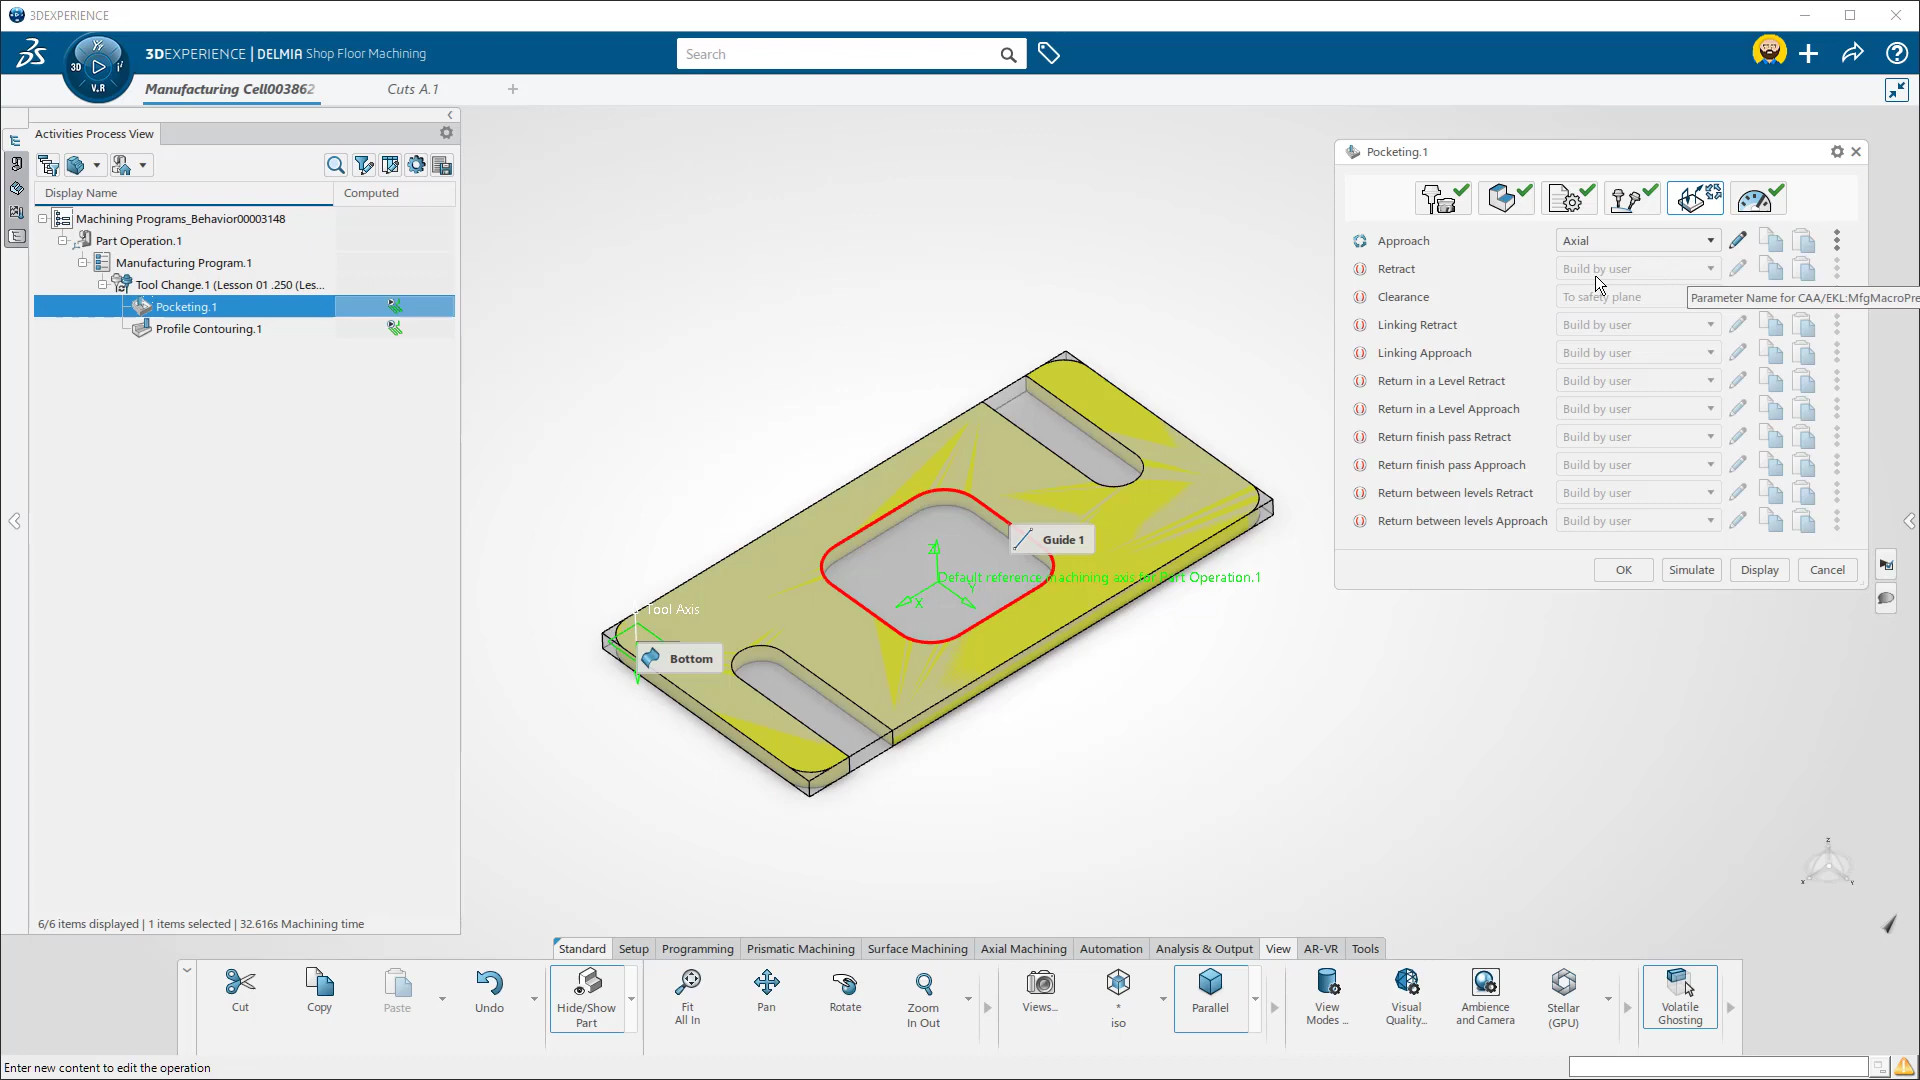 3DEXPERIENCE
3DEXPERIENCE | DELMIA Shop Floor Machining
Search
3D
V.R
Manufacturing Cell003862
Cuts A.1
Activities Process View
Display Name
Computed
Machining Programs_Behavior00003148
Part Operation.1
Manufacturing Program.1
Tool Change.1 (Lesson 01 .250 (Les...
Pocketing.1
Profile Contouring.1
6/6 items displayed | 1 items selected | 32.616s Machining time
Guide 1
Z
Default reference machining axis for Part Operation.1
X
Y
Tool Axis
Bottom
Pocketing.1
Approach
Axial
Retract
Build by user
Clearance
To safety plane
Parameter Name for CAA/EKL:MfgMacroPre
Linking Retract
Build by user
Linking Approach
Build by user
Return in a Level Retract
Build by user
Return in a Level Approach
Build by user
Return finish pass Retract
Build by user
Return finish pass Approach
Build by user
Return between levels Retract
Build by user
Return between levels Approach
Build by user
OK
Simulate
Display
Cancel
Z
X
Y
Standard
Setup
Programming
Prismatic Machining
Surface Machining
Axial Machining
Automation
Analysis & Output
View
AR-VR
Tools
Cut
Copy
Paste
Undo
Hide/Show
Part
Fit
All In
Pan
Rotate
Zoom
In Out
Views...
*
iso
Parallel
View
Modes ...
Visual
Quality...
Ambience
and Camera
Stellar
(GPU)
Volatile
Ghosting
Enter new content to edit the operation